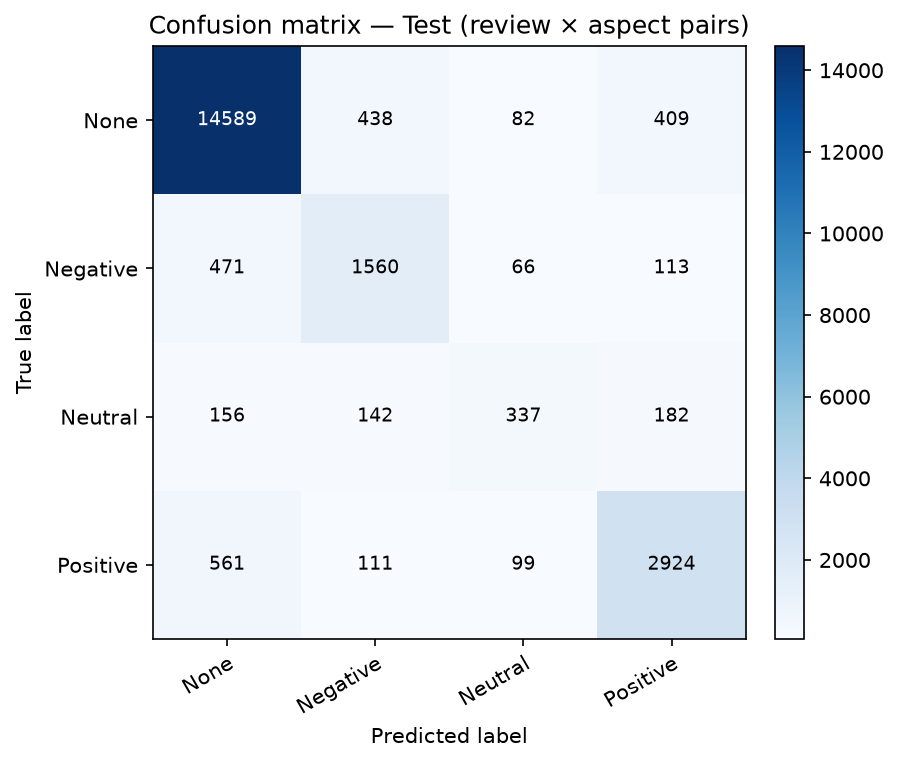 Confusion matrix — Test (review × aspect pairs)
None 14589 438 82 409
Negative 471 1560 66 113
Neutral 156 142 337 182
Positive 561 111 99 2924
None Negative Neutral Positive
Predicted label
True label
14000
12000
10000
8000
6000
4000
2000